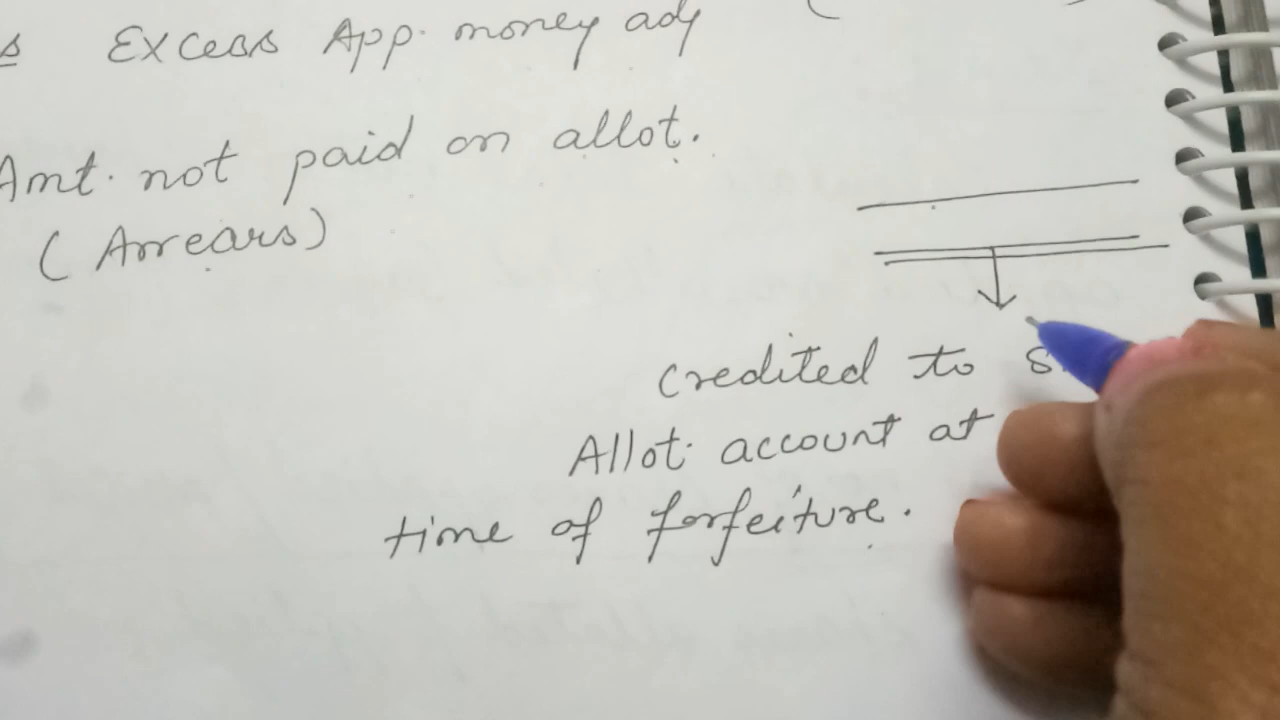 Excess App. money adj
Amt. not paid on allot.
(Arrears)
credited to
Allot. account at
time of forfeiture.